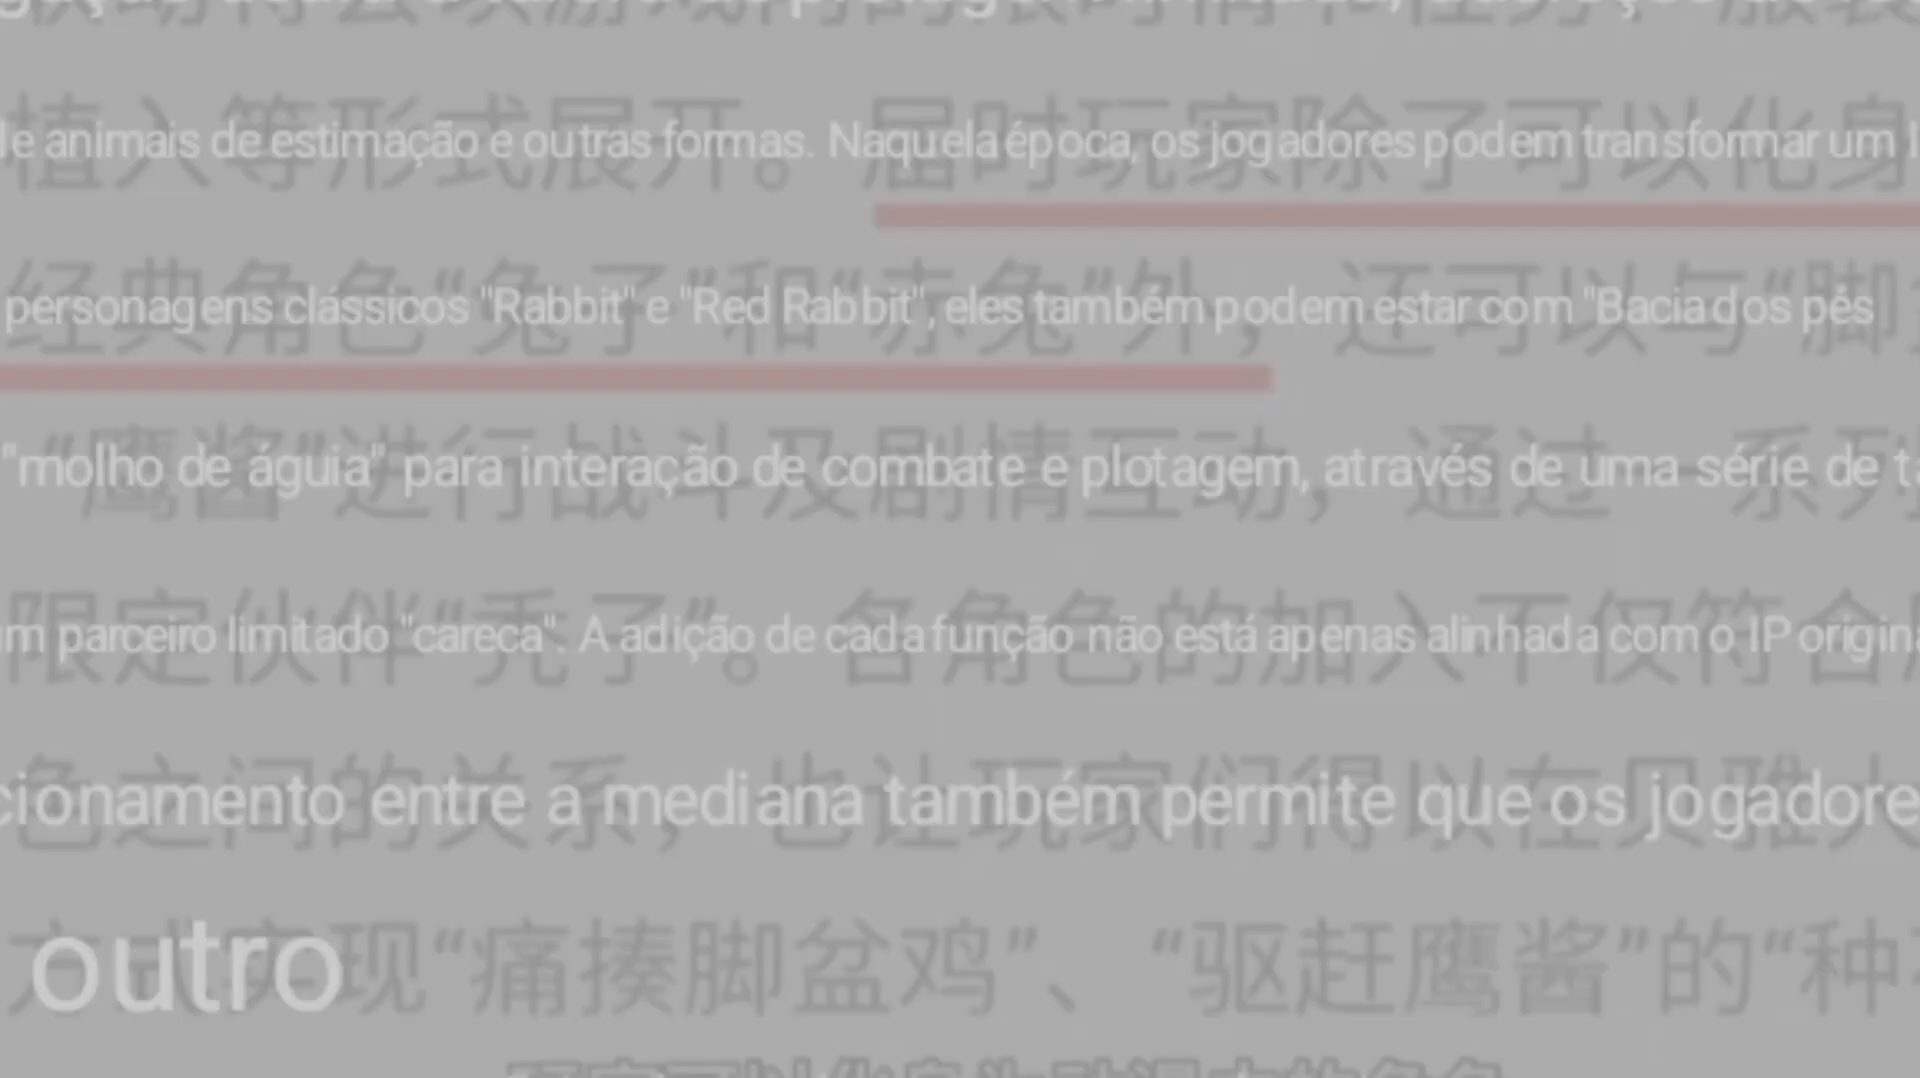 植入等形式展开。届时玩家除了可以化身
le animais de estimação e outras formas. Naquela época, os jogadores podem transformar um
经典角色“兔子”和“赤兔”外，还可以与“脚
personagens clássicos "Rabbit" e "Red Rabbit", eles também podem estar com "Bacia dos pés
“鹰酱”进行战斗及剧情互动，通过一系列
"molho de águia" para interação de combate e plotagem, através de uma série de
限定伙伴“秃子”。各角色的加入不仅符合
m parceiro limitado "careca". A adição de cada função não está apenas alinhada com o IP origin
色之间的关系，也让玩家们得以在贝雅大
cionamento entre a mediana também permite que os jogadore
方式实现“痛揍脚盆鸡”、“驱赶鹰酱”的“种
outro